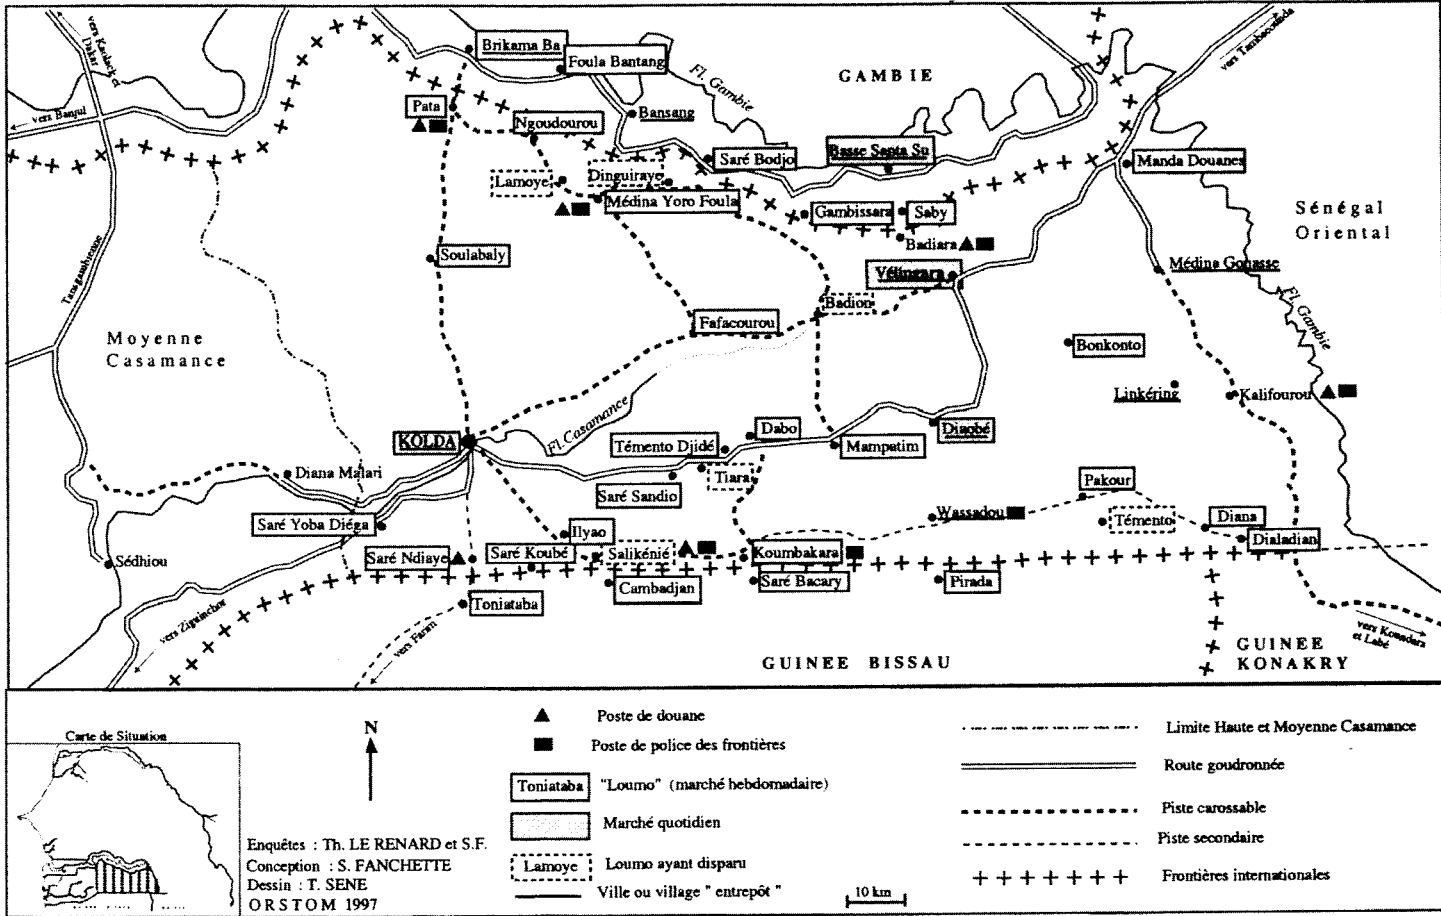 vers Kaolack et
Dakar
vers Banjul
Brikama Ba
Foula Bantang
Fl. Gambie
GAMBIE
vers Tambacounda
Pata
Ngoudourou
Bansang
Saré Bodjo
Basse Santa Su
Manda Douanes
Lamoye
Dinguiraye
Médina Yoro Foula
Gambissara
Saby
Badiara
Sénégal
Oriental
Soulabaly
Vélingara
Médina Gonasse
Transgambienne
Badion
Fl. Gambie
Moyenne
Casamance
Fafacourou
Bonkonto
Linkéring
Kalifourou
KOLDA
Fl. Casamance
Dabo
Diaobé
Témento Djidé
Mampatim
Diana Malari
Tiara
Saré Sandio
Pakour
Saré Yoba Diéga
Wassadou
Témento
Diana
Ilyao
Dialadian
Sédhiou
Saré Ndiaye
Saré Koubé
Salikénié
Koumbakara
Cambadjan
Saré Bacary
Pirada
Toniataba
vers Ziguinchor
vers Faram
vers Koundara
et Labé
GUINEE BISSAU
GUINEE
KONAKRY
Carte de Situation
N
Enquêtes : Th. LE RENARD et S.F.
Conception : S. FANCHETTE
Dessin : T. SENE
ORSTOM 1997
Poste de douane
Poste de police des frontières
Toniataba "Loumo" (marché hebdomadaire)
Marché quotidien
Lamoye Loumo ayant disparu
Ville ou village " entrepôt "
10 km
Limite Haute et Moyenne Casamance
Route goudronnée
Piste carossable
Piste secondaire
Frontières internationales